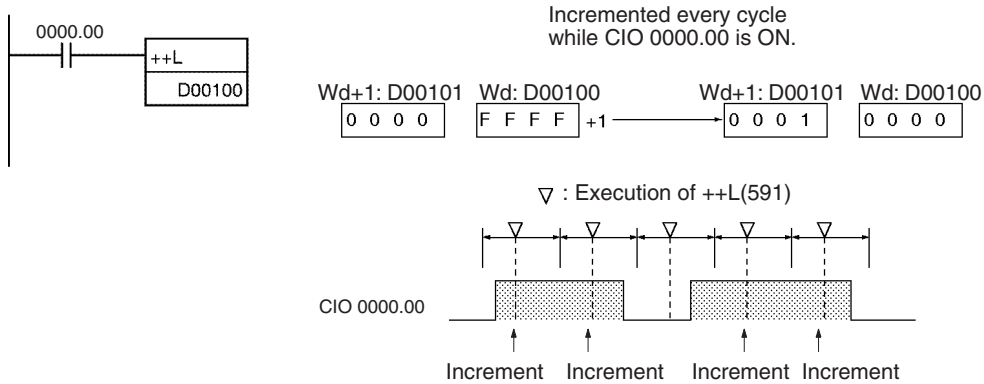 0000.00
++L
D00100
Incremented every cycle
while CIO 0000.00 is ON.
Wd+1: D00101 Wd: D00100 Wd+1: D00101 Wd: D00100
0 0 0 0 F F F F +1 0 0 0 1 0 0 0 0
: Execution of ++L(591)
CIO 0000.00
Increment Increment Increment Increment